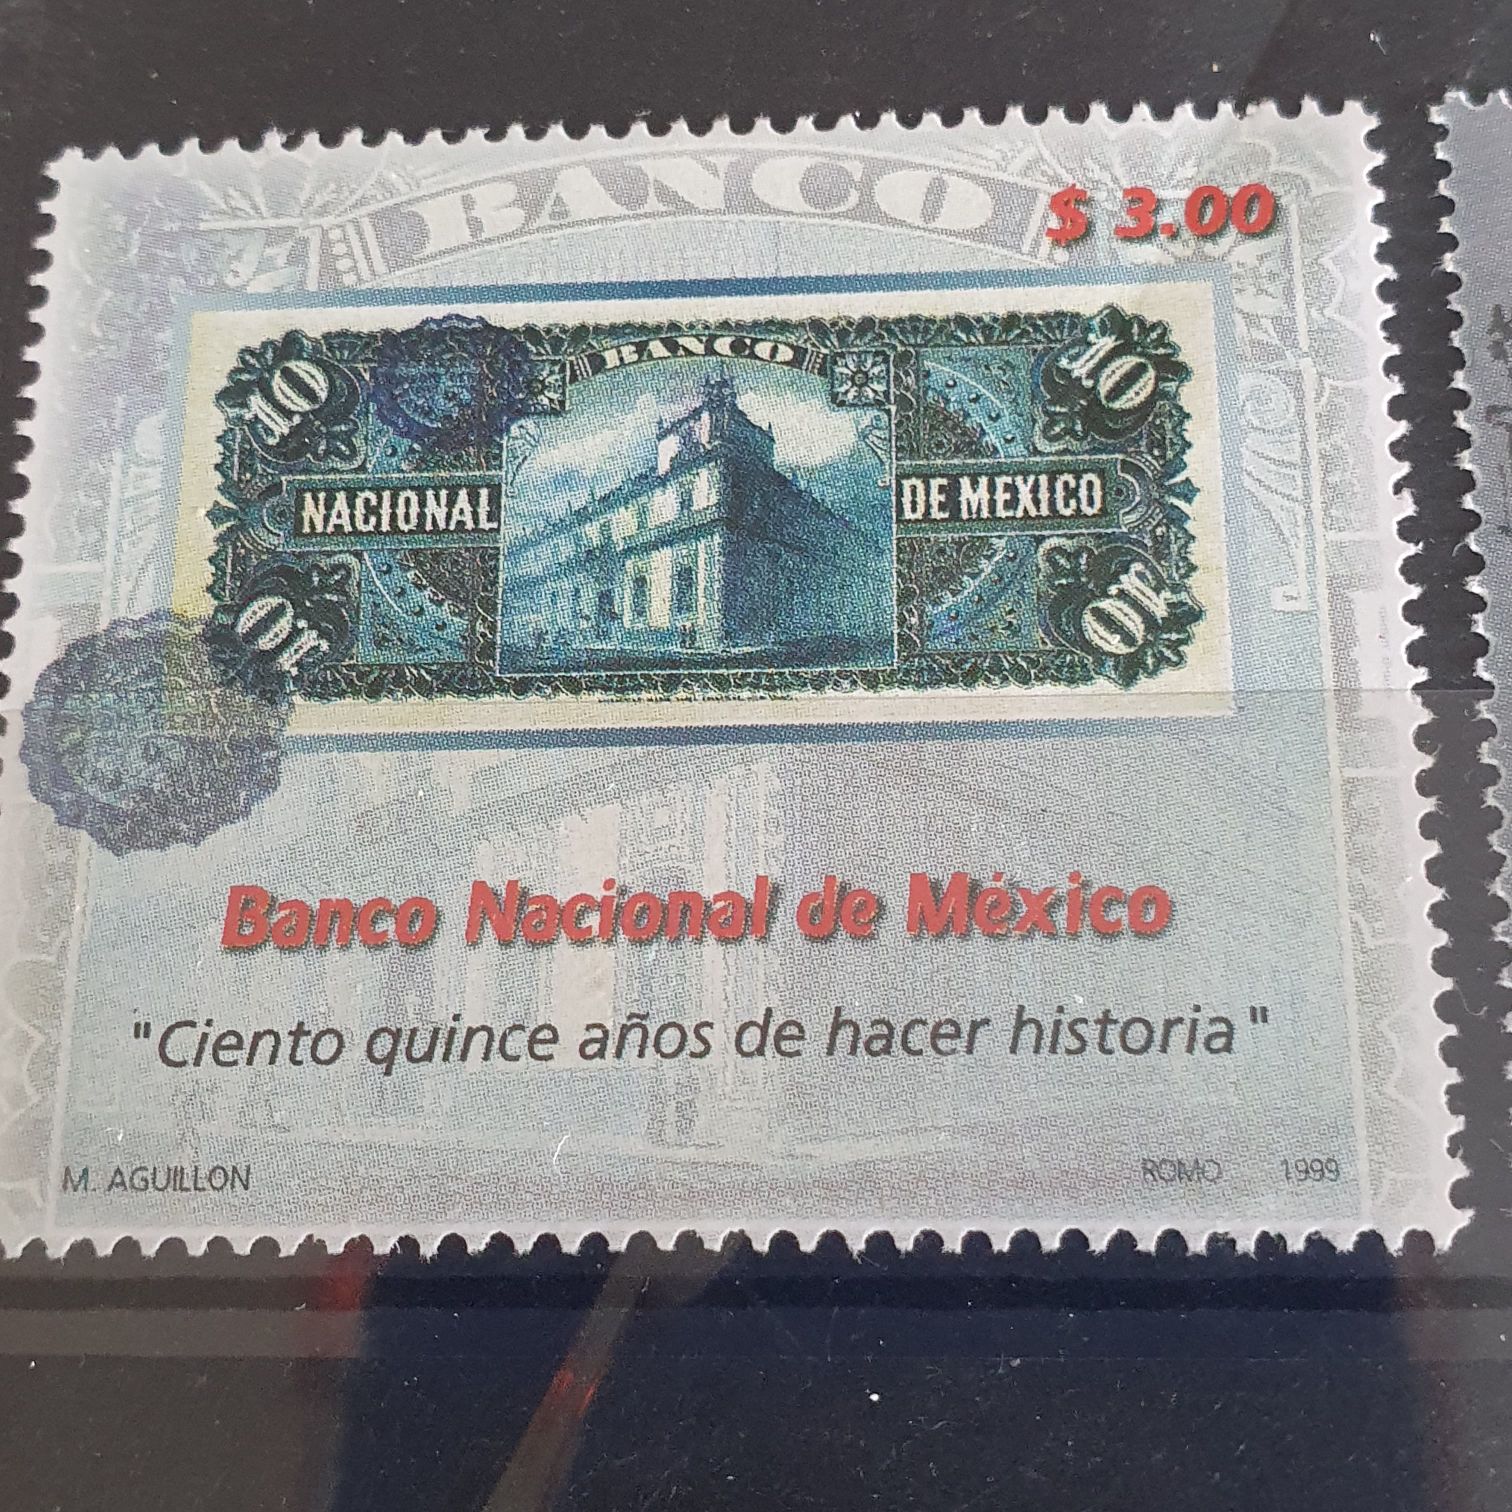 BANCO
$ 3.00
10 BANCO 10
NACIONAL DE MEXICO
10 10
Banco Nacional de México
"Ciento quince años de hacer historia"
M. AGUILLON ROMO 1999